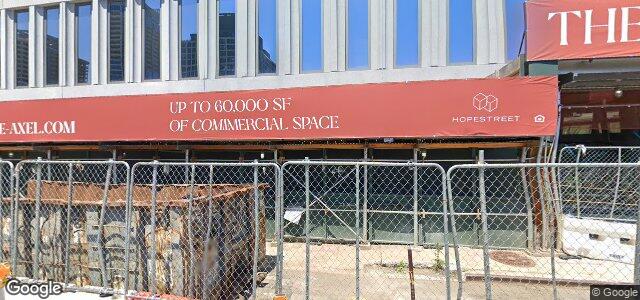 THE
UP TO 60,000 SF
OF COMMERCIAL SPACE
E-AXEL.COM
HOPESTREET
© Google
© Google